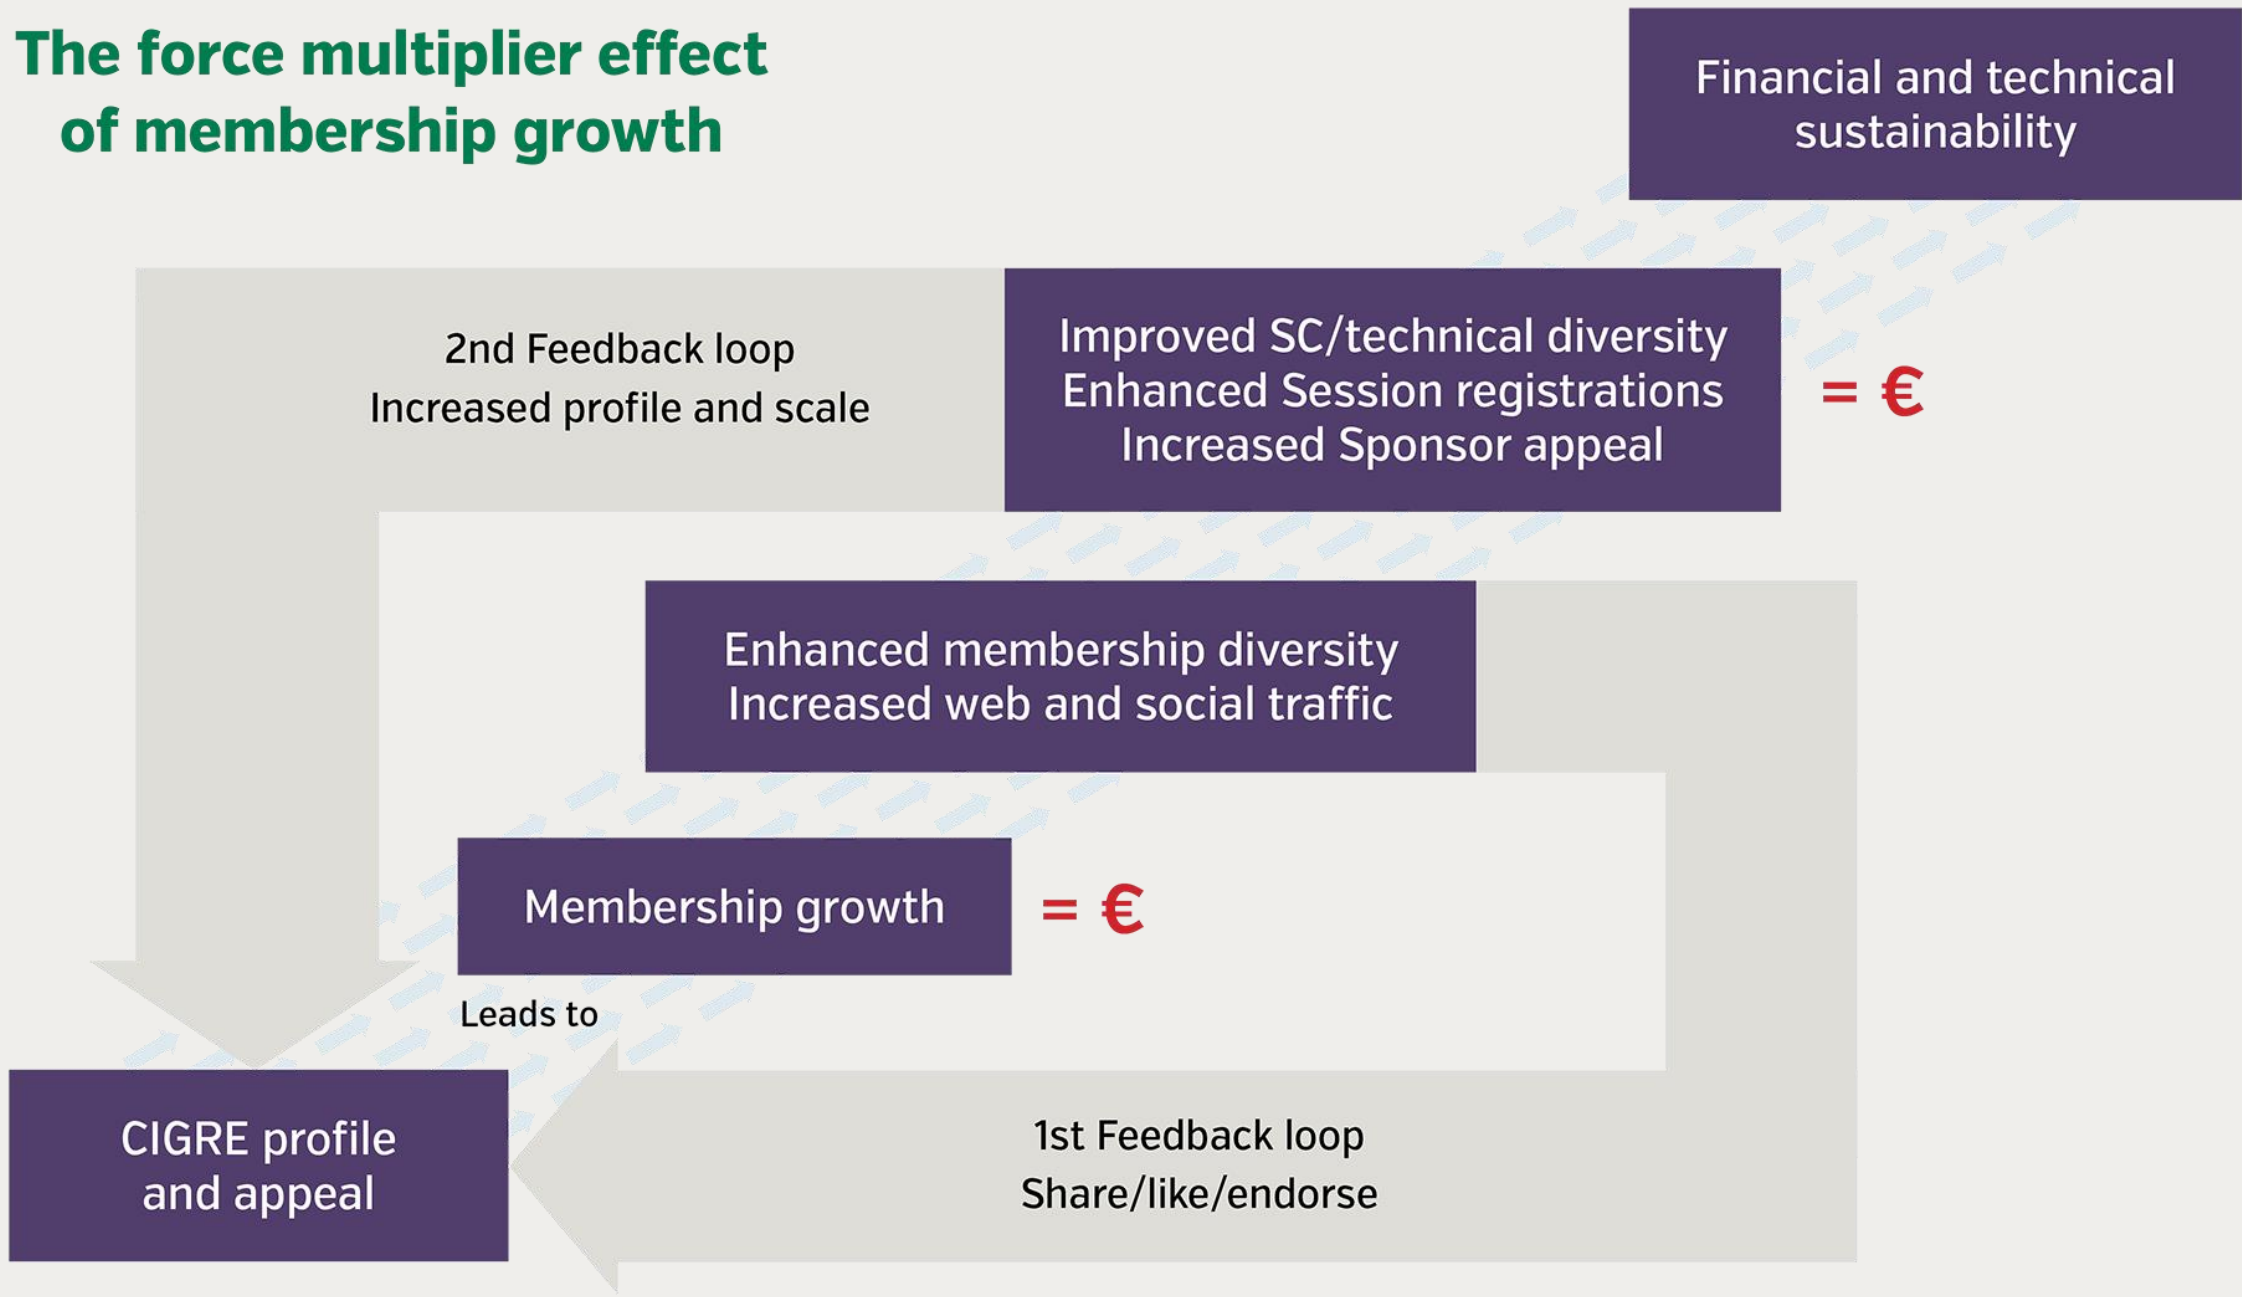 The force multiplier effect
of membership growth
Financial and technical
sustainability
2nd Feedback loop
Increased profile and scale
Improved SC/technical diversity
Enhanced Session registrations
Increased Sponsor appeal
= €
Enhanced membership diversity
Increased web and social traffic
Membership growth
= €
Leads to
CIGRE profile
and appeal
1st Feedback loop
Share/like/endorse